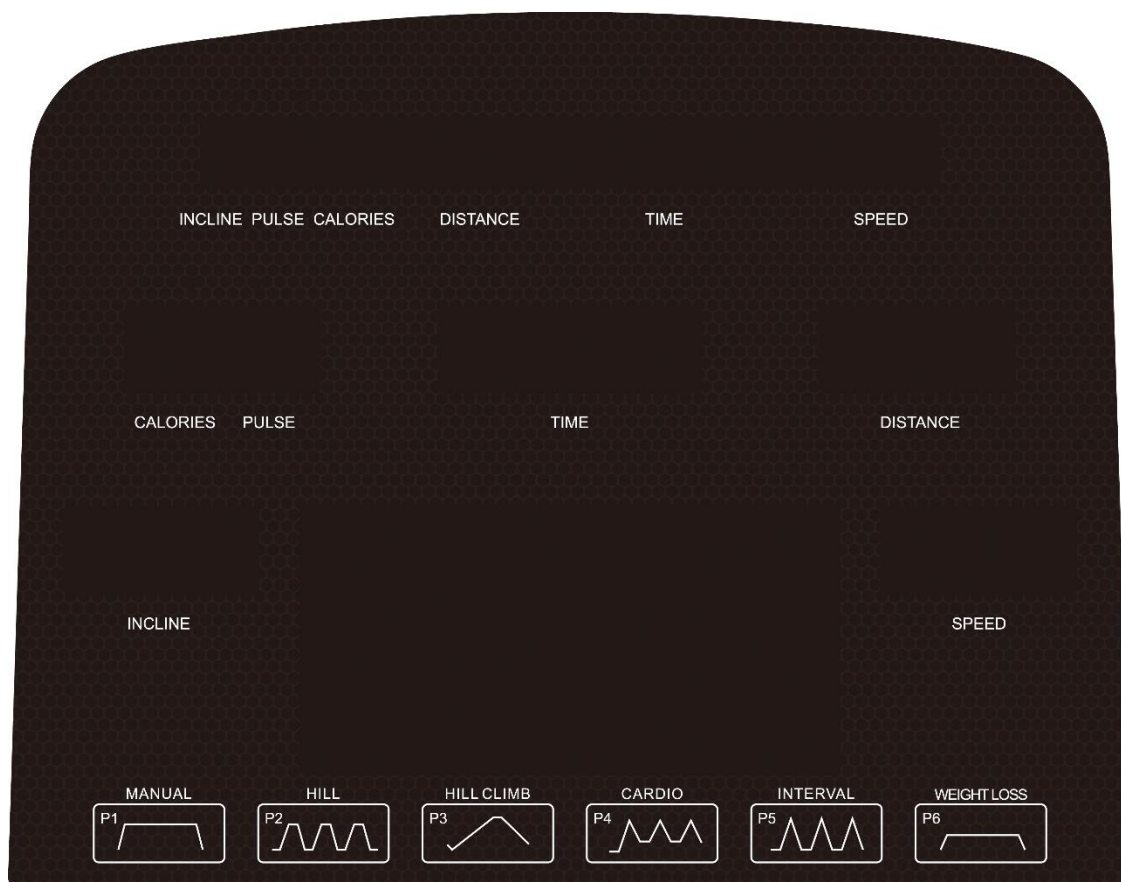 INCLINE PULSE CALORIES DISTANCE TIME SPEED
CALORIES PULSE TIME DISTANCE
INCLINE SPEED
MANUAL HILL HILL CLIMB CARDIO INTERVAL WEIGHT LOSS
P1 P2 P3 P4 P5 P6